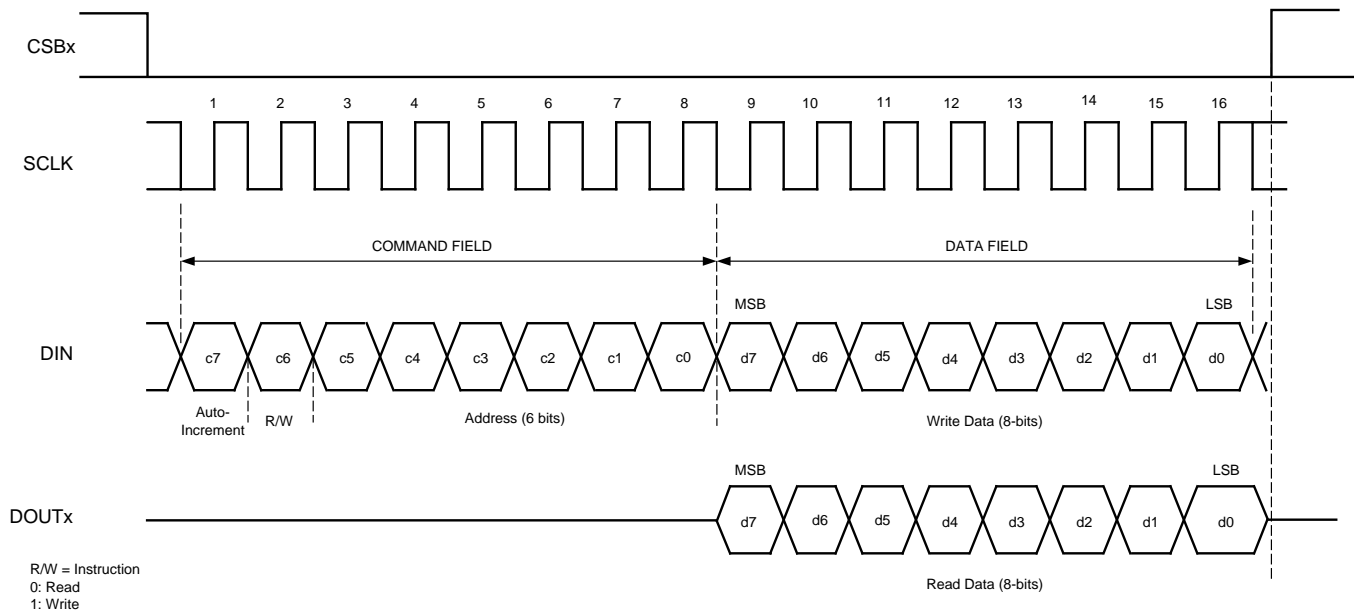 CSBx
1 2 3 4 5 6 7 8 9 10 11 12 13 14 15 16
SCLK
COMMAND FIELD DATA FIELD
MSB LSB
DIN c7 c6 c5 c4 c3 c2 c1 c0 d7 d6 d5 d4 d3 d2 d1 d0
Auto-
Increment R/W Address (6 bits) Write Data (8-bits)
MSB LSB
DOUTx d7 d6 d5 d4 d3 d2 d1 d0
R/W = Instruction
0: Read Read Data (8-bits)
1: Write